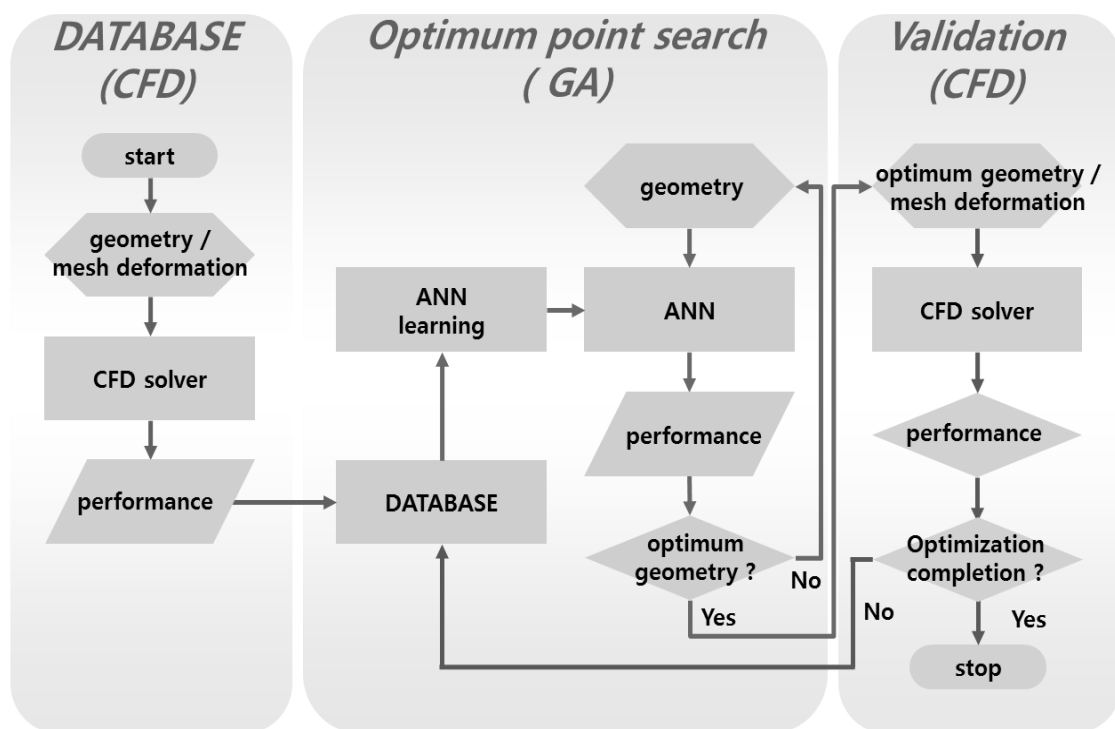 DATABASE
(CFD)
start
geometry /
mesh deformation
CFD solver
performance
Optimum point search
( GA)
geometry
ANN
learning
ANN
performance
DATABASE
optimum
geometry ?
No
Yes
Validation
(CFD)
optimum geometry /
mesh deformation
CFD solver
performance
Optimization
completion ?
No
Yes
stop